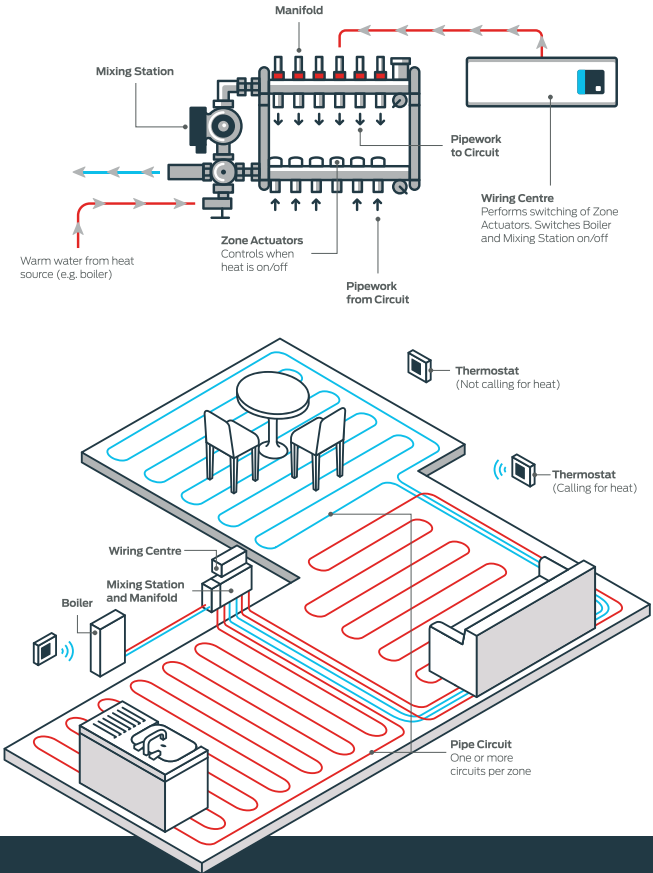 Manifold
Mixing Station
Pipework
to Circuit
Wiring Centre
Performs switching of Zone
Actuators. Switches Boiler
and Mixing Station on/off
Zone Actuators
Controls when
heat is on/off
Warm water from heat
source (e.g. boiler)
Pipework
from Circuit
Thermostat
(Not calling for heat)
Thermostat
(Calling for heat)
Wiring Centre
Mixing Station
and Manifold
Boiler
Pipe Circuit
One or more
circuits per zone